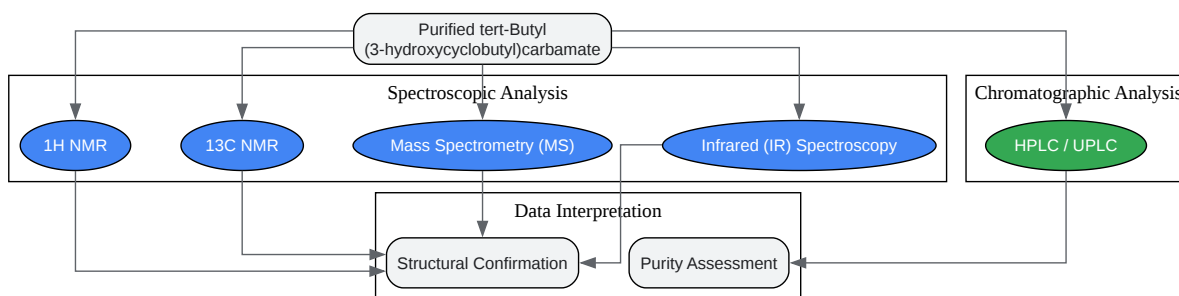 Purified tert-Butyl
(3-hydroxycyclobutyl)carbamate
Spectroscopic Analysis
Chromatographic Analysis
1H NMR
13C NMR
Mass Spectrometry (MS)
Infrared (IR) Spectroscopy
HPLC / UPLC
Data Interpretation
Structural Confirmation
Purity Assessment